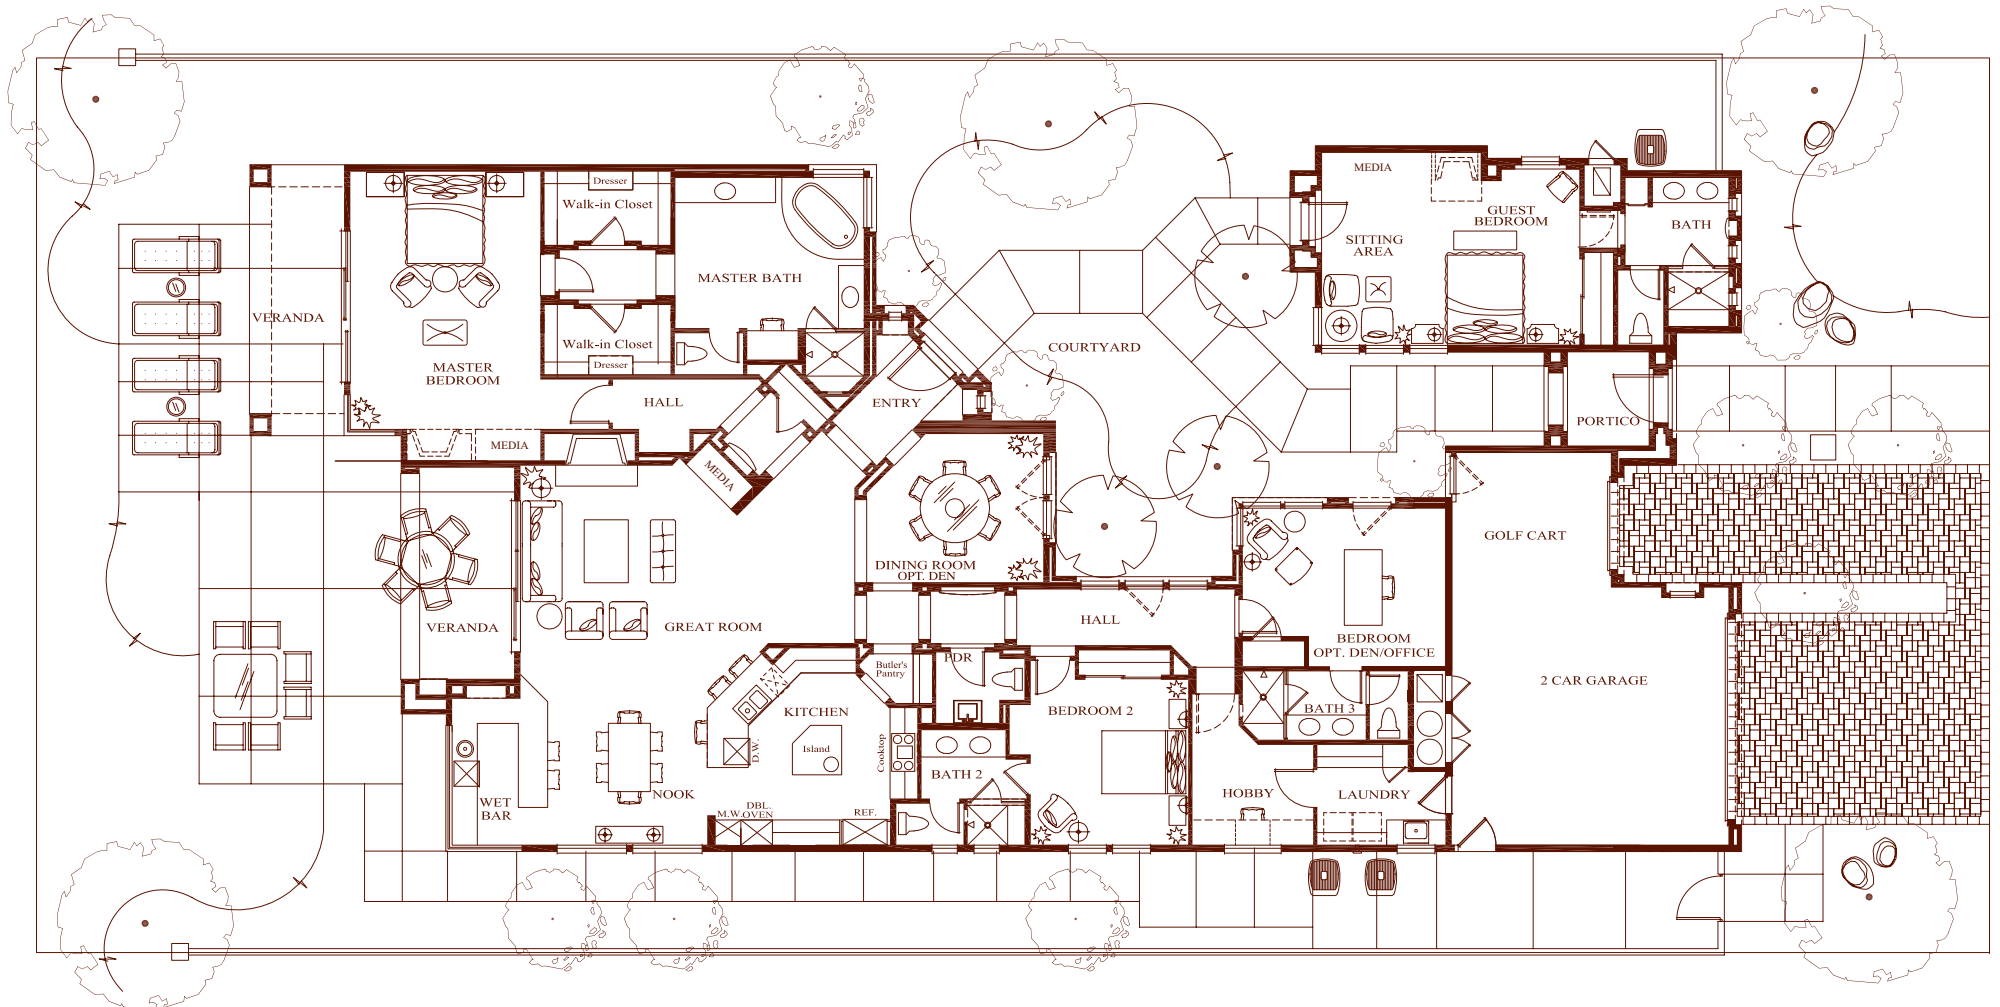 Dresser
Walk-in Closet
MEDIA
GUEST
BEDROOM
BATH
SITTING
AREA
MASTER BATH
VERANDA
Walk-in Closet
Dresser
COURTYARD
MASTER
BEDROOM
HALL
ENTRY
PORTICO
MEDIA
MEDIA
GOLF CART
DINING ROOM
OPT. DEN
VERANDA
GREAT ROOM
HALL
BEDROOM
OPT. DEN/OFFICE
PDR
Butler's
Pantry
2 CAR GARAGE
KITCHEN
BEDROOM 2
BATH 3
Island
D.W.
Cooktop
BATH 2
NOOK
WET
BAR
HOBBY
LAUNDRY
DBL.
M.W. OVEN
REF.